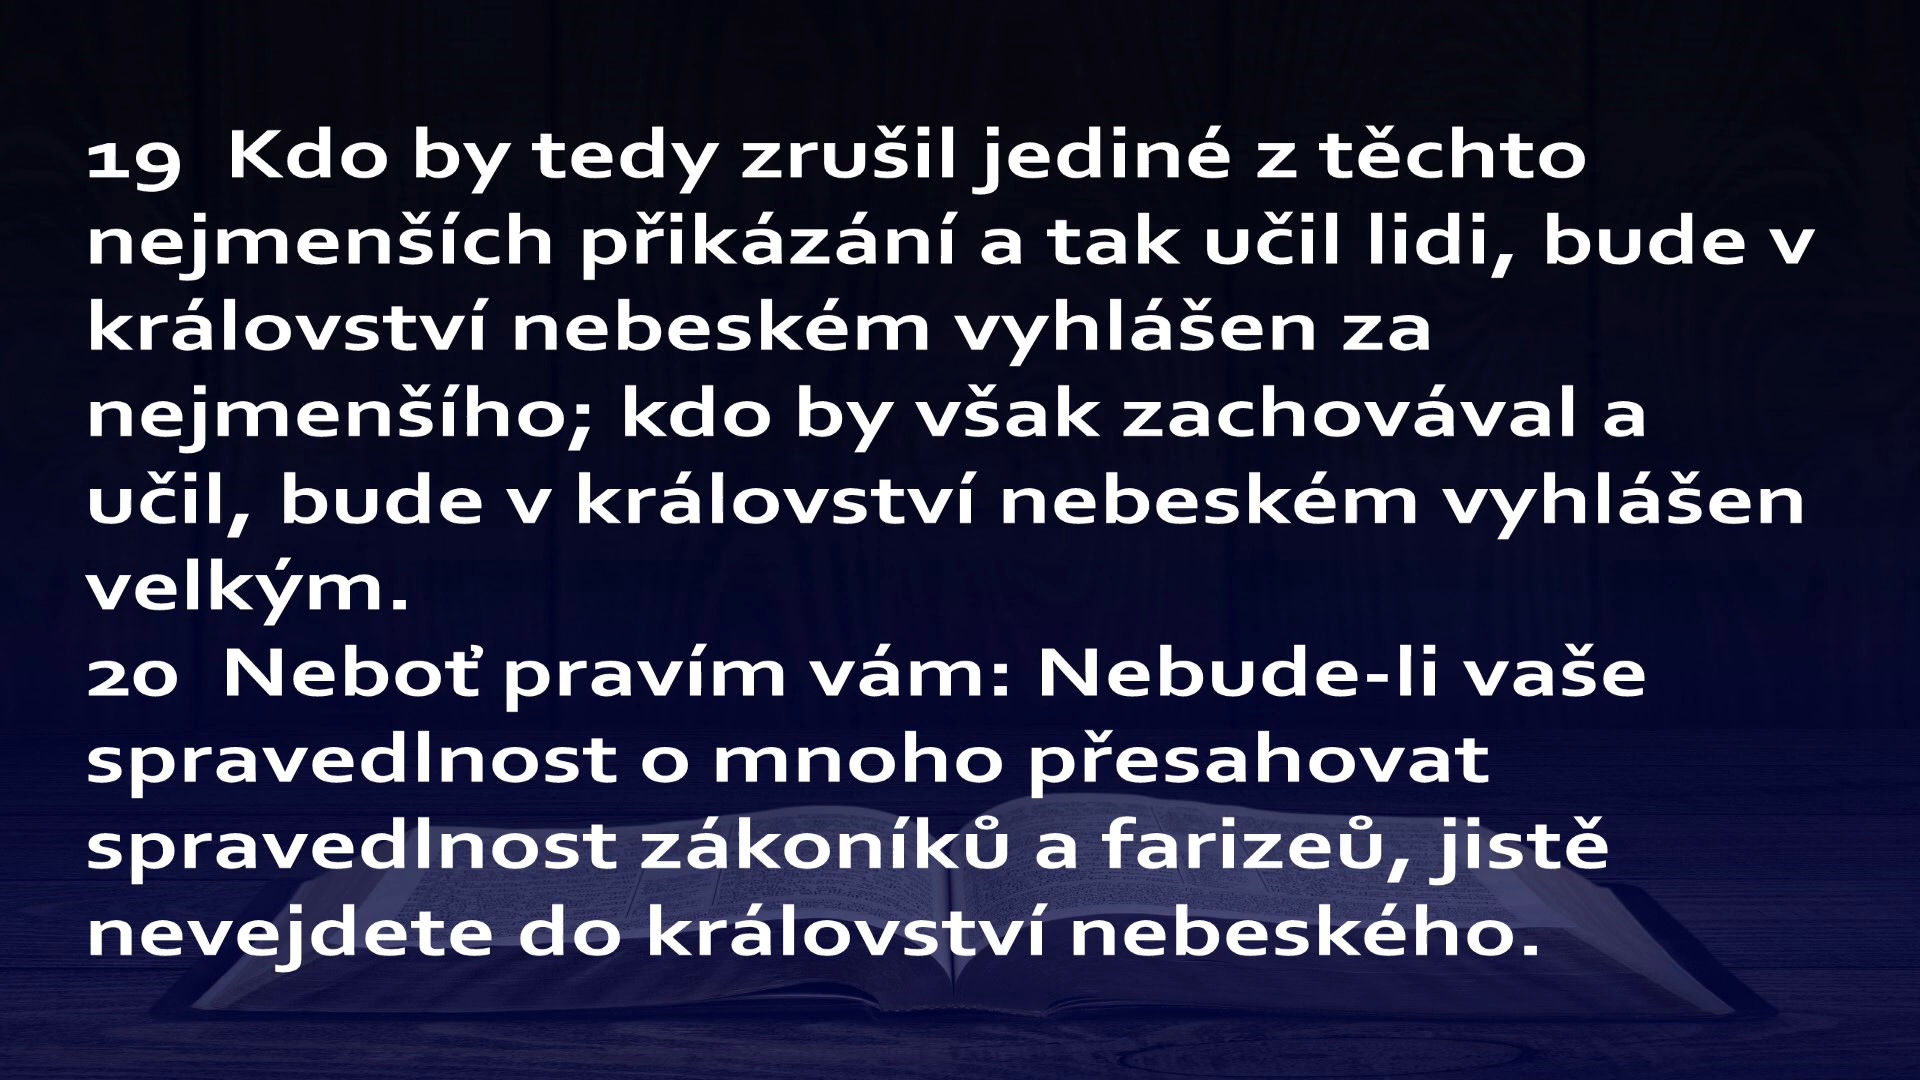 19  Kdo by tedy zrušil jediné z těchto
nejmenších přikázání a tak učil lidi, bude v
království nebeském vyhlášen za
nejmenšího; kdo by však zachovával a
učil, bude v království nebeském vyhlášen
velkým.
20  Neboť pravím vám: Nebude-li vaše
spravedlnost o mnoho přesahovat
spravedlnost zákoníků a farizeů, jistě
nevejdete do království nebeského.